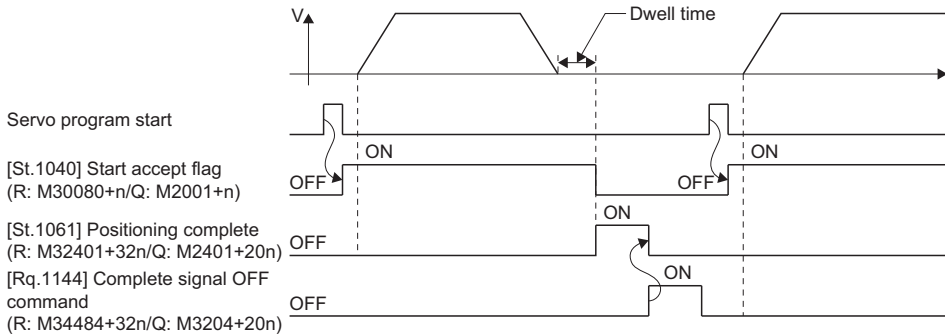 V
Dwell time
Servo program start
ON
ON
[St.1040] Start accept flag
(R: M30080+n/Q: M2001+n)
OFF
OFF
ON
[St.1061] Positioning complete
(R: M32401+32n/Q: M2401+20n)
OFF
ON
[Rq.1144] Complete signal OFF
command
(R: M34484+32n/Q: M3204+20n)
OFF